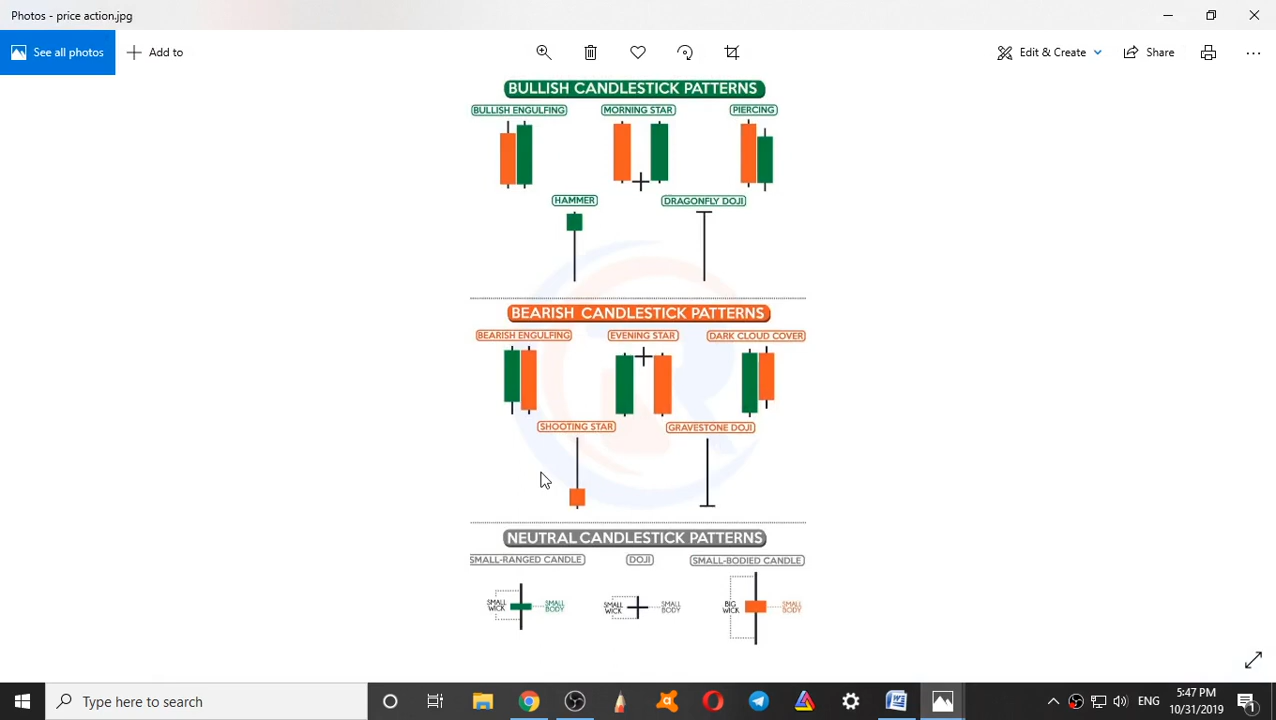 Photos - price action.jpg
See all photos
Add to
Edit & Create
Share
BULLISH CANDLESTICK PATTERNS
BULLISH ENGULFING
MORNING STAR
PIERCING
HAMMER
DRAGONFLY DOJI
BEARISH CANDLESTICK PATTERNS
BEARISH ENGULFING
EVENING STAR
DARK CLOUD COVER
SHOOTING STAR
GRAVESTONE DOJI
NEUTRAL CANDLESTICK PATTERNS
SMALL-RANGED CANDLE
DOJI
SMALL-BODIED CANDLE
SMALL
WICK
SMALL
BODY
SMALL
WICK
SMALL
BODY
BIG
WICK
SMALL
BODY
Type here to search
ENG
5:47 PM
10/31/2019
1